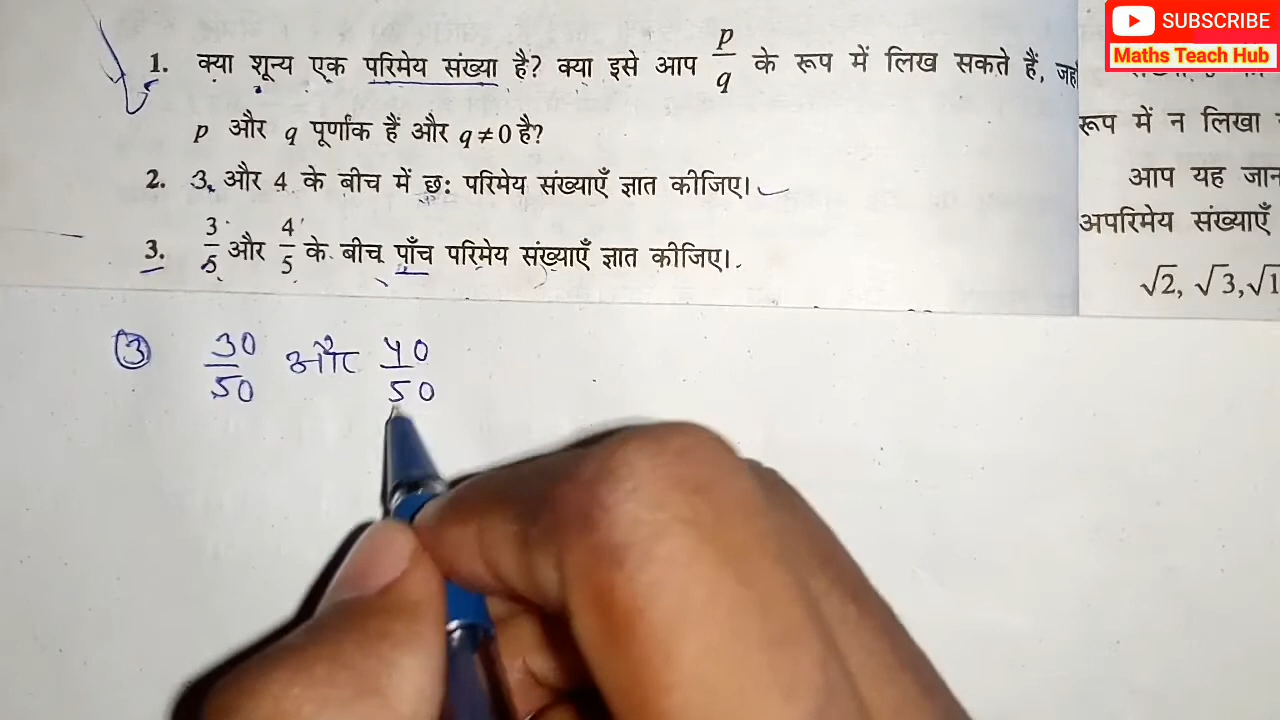 SUBSCRIBE
Maths Teach Hub
1. क्या शून्य एक परिमेय संख्या है? क्या इसे आप p/q के रूप में लिख सकते हैं, जहाँ
p और q पूर्णांक हैं और q ≠ 0 है?
2. 3 और 4 के बीच में छः परिमेय संख्याएँ ज्ञात कीजिए।
3. 3/5 और 4/5 के बीच पाँच परिमेय संख्याएँ ज्ञात कीजिए।
रूप में न लिखा
आप यह जान
अपरिमेय संख्याएँ
√2, √3, √1
③ 30/50 और 40/50